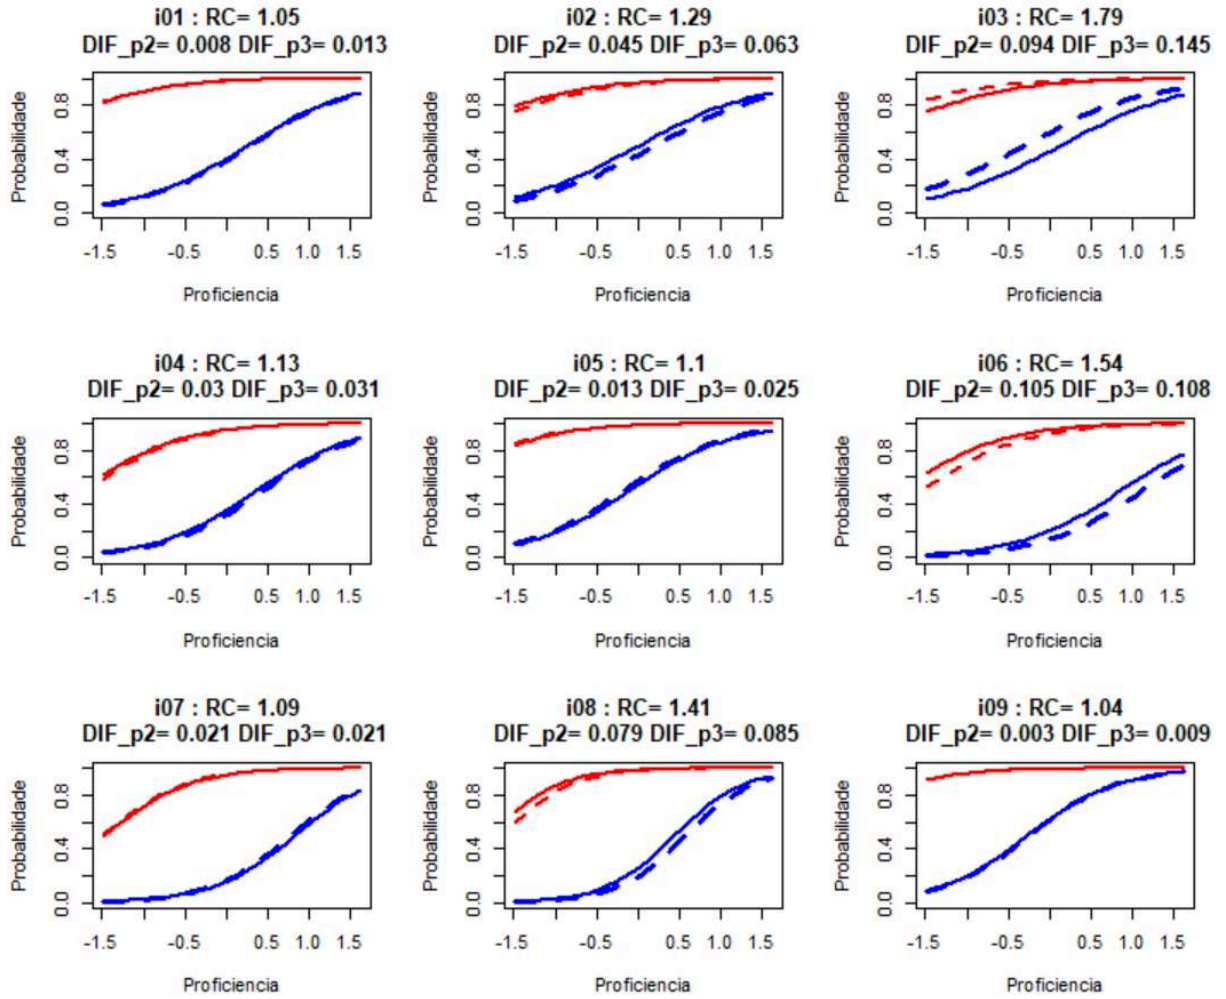 i01 : RC= 1.05
DIF_p2= 0.008 DIF_p3= 0.013
Probabilidade
0.0 0.4 0.8
-1.5 -0.5 0.5 1.0 1.5
Proficiencia
i02 : RC= 1.29
DIF_p2= 0.045 DIF_p3= 0.063
Probabilidade
0.0 0.4 0.8
-1.5 -0.5 0.5 1.0 1.5
Proficiencia
i03 : RC= 1.79
DIF_p2= 0.094 DIF_p3= 0.145
Probabilidade
0.0 0.4 0.8
-1.5 -0.5 0.5 1.0 1.5
Proficiencia
i04 : RC= 1.13
DIF_p2= 0.03 DIF_p3= 0.031
Probabilidade
0.0 0.4 0.8
-1.5 -0.5 0.5 1.0 1.5
Proficiencia
i05 : RC= 1.1
DIF_p2= 0.013 DIF_p3= 0.025
Probabilidade
0.0 0.4 0.8
-1.5 -0.5 0.5 1.0 1.5
Proficiencia
i06 : RC= 1.54
DIF_p2= 0.105 DIF_p3= 0.108
Probabilidade
0.0 0.4 0.8
-1.5 -0.5 0.5 1.0 1.5
Proficiencia
i07 : RC= 1.09
DIF_p2= 0.021 DIF_p3= 0.021
Probabilidade
0.0 0.4 0.8
-1.5 -0.5 0.5 1.0 1.5
Proficiencia
i08 : RC= 1.41
DIF_p2= 0.079 DIF_p3= 0.085
Probabilidade
0.0 0.4 0.8
-1.5 -0.5 0.5 1.0 1.5
Proficiencia
i09 : RC= 1.04
DIF_p2= 0.003 DIF_p3= 0.009
Probabilidade
0.0 0.4 0.8
-1.5 -0.5 0.5 1.0 1.5
Proficiencia